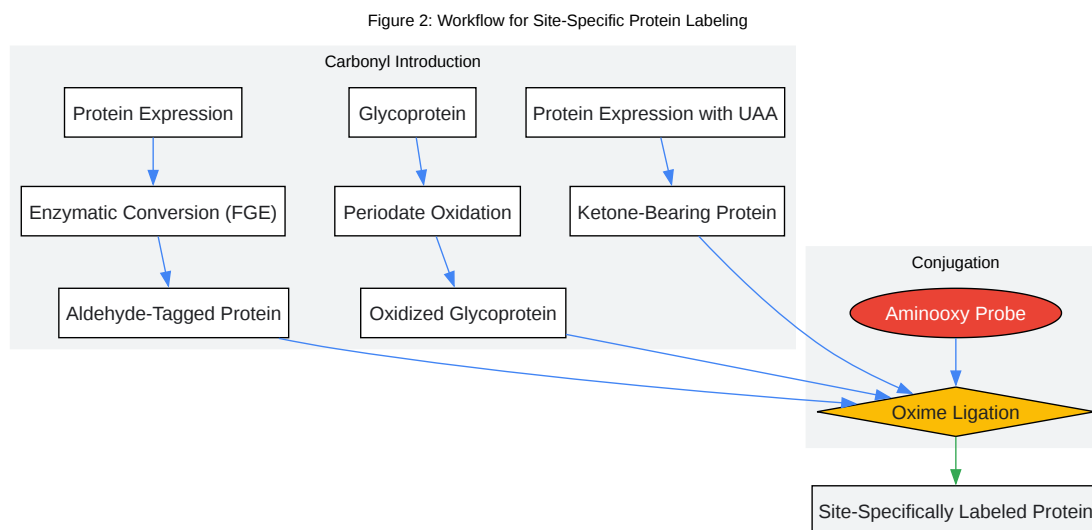 Figure 2: Workflow for Site-Specific Protein Labeling
Carbonyl Introduction
Protein Expression
Glycoprotein
Protein Expression with UAA
Enzymatic Conversion (FGE)
Periodate Oxidation
Ketone-Bearing Protein
Aldehyde-Tagged Protein
Oxidized Glycoprotein
Conjugation
Aminooxy Probe
Oxime Ligation
Site-Specifically Labeled Protein